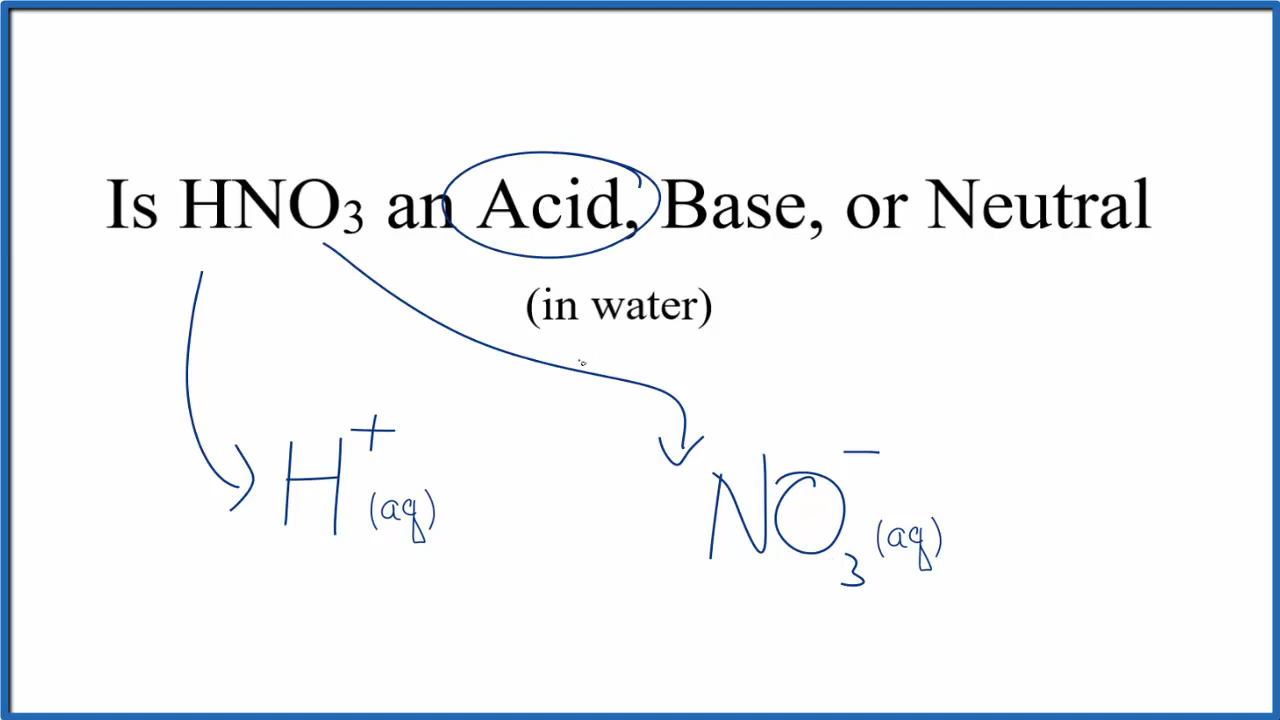 Is HNO₃ an Acid, Base, or Neutral
(in water)
H⁺(aq) NO₃⁻(aq)